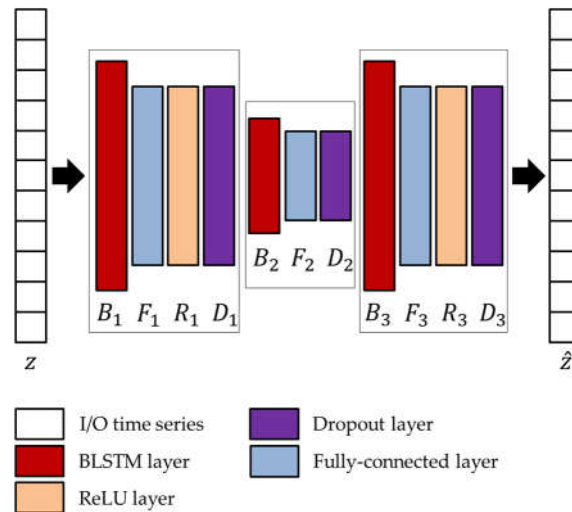 B₁ F₁ R₁ D₁
B₂ F₂ D₂
B₃ F₃ R₃ D₃
z
ẑ
I/O time series
BLSTM layer
ReLU layer
Dropout layer
Fully-connected layer